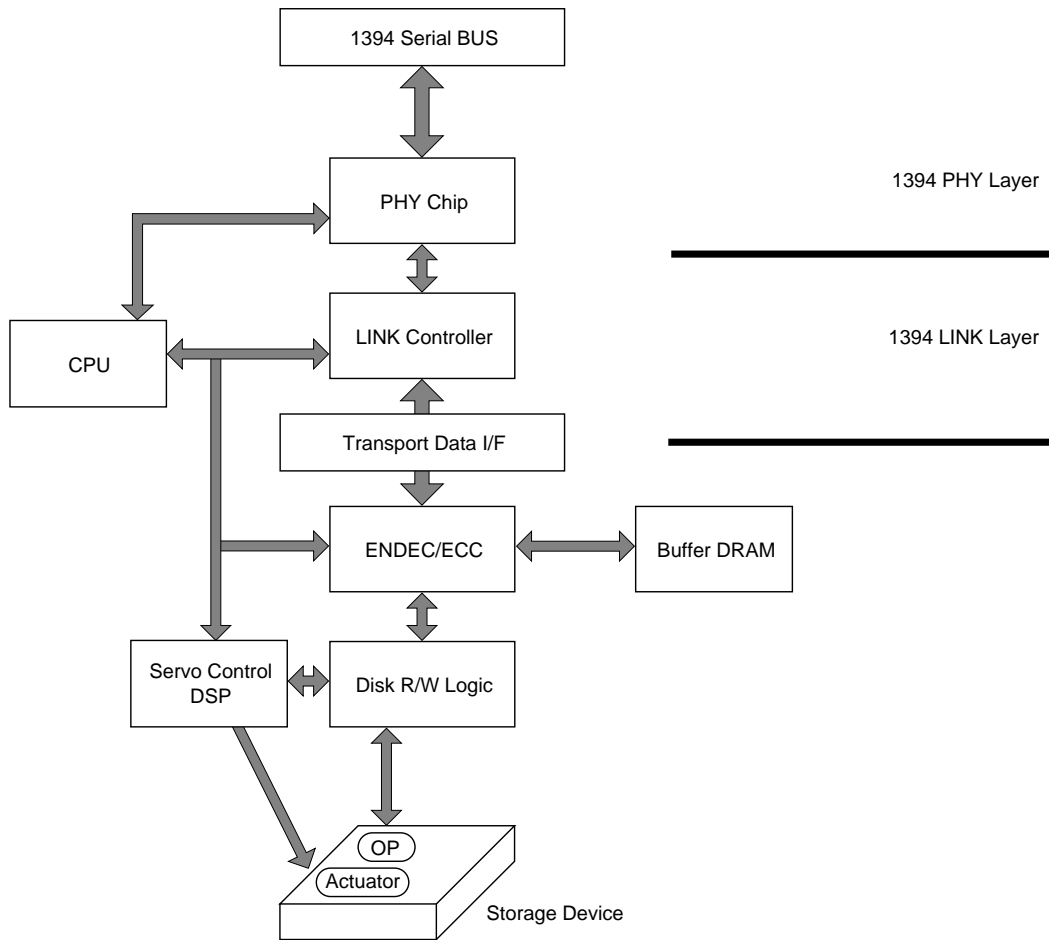 1394 Serial BUS
PHY Chip
1394 PHY Layer
LINK Controller
1394 LINK Layer
CPU
Transport Data I/F
ENDEC/ECC
Buffer DRAM
Servo Control
DSP
Disk R/W Logic
OP
Actuator
Storage Device